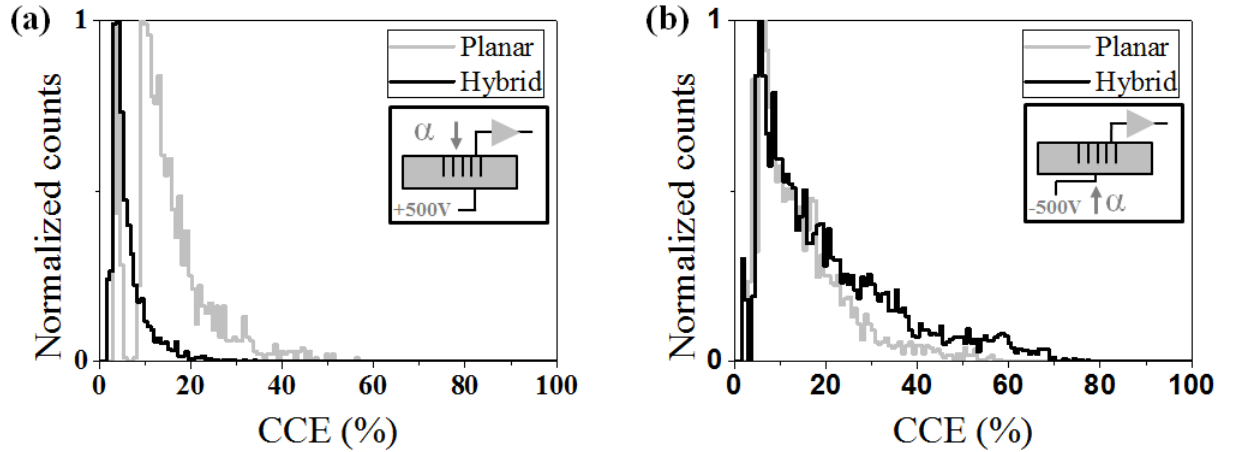 (a)
Normalized counts
1
0
Planar
Hybrid
α
+500V
0 20 40 60 80 100
CCE (%)
(b)
Normalized counts
1
0
Planar
Hybrid
-500V
α
0 20 40 60 80 100
CCE (%)